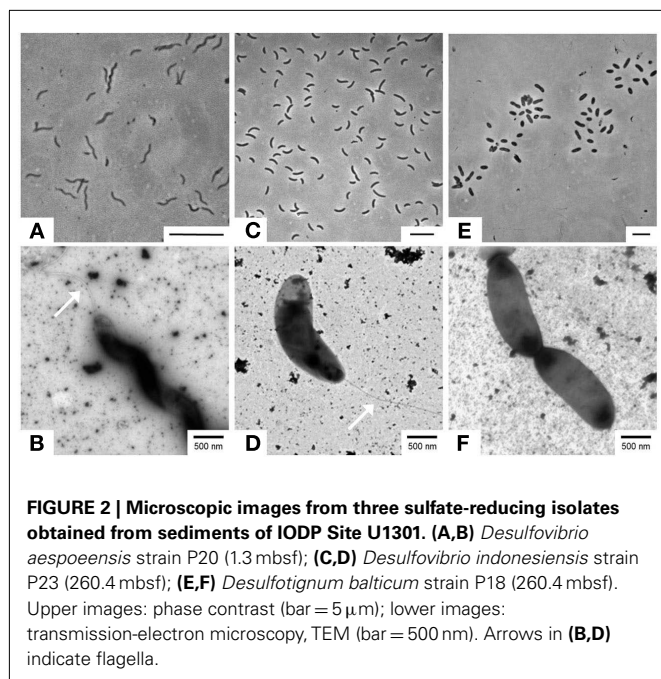 A
C
E
B
500 nm
D
500 nm
F
500 nm
FIGURE 2 | Microscopic images from three sulfate-reducing isolates
obtained from sediments of IODP Site U1301. (A,B) Desulfovibrio
aespoeensis strain P20 (1.3 mbsf); (C,D) Desulfovibrio indonesiensis strain
P23 (260.4 mbsf); (E,F) Desulfotignum balticum strain P18 (260.4 mbsf).
Upper images: phase contrast (bar = 5 μm); lower images:
transmission-electron microscopy, TEM (bar = 500 nm). Arrows in (B,D)
indicate flagella.